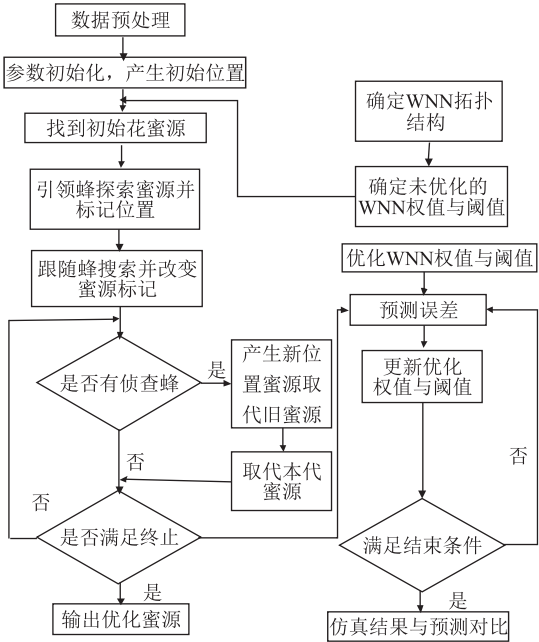 数据预处理
参数初始化，产生初始位置
找到初始花蜜源
引领蜂探索蜜源并
标记位置
跟随蜂搜索并改变
蜜源标记
是否有侦查蜂
是
产生新位
置蜜源取
代旧蜜源
否
取代本代
蜜源
否
是否满足终止
是
输出优化蜜源
确定WNN拓扑
结构
确定未优化的
WNN权值与阈值
优化WNN权值与阈值
预测误差
更新优化
权值与阈值
否
满足结束条件
是
仿真结果与预测对比